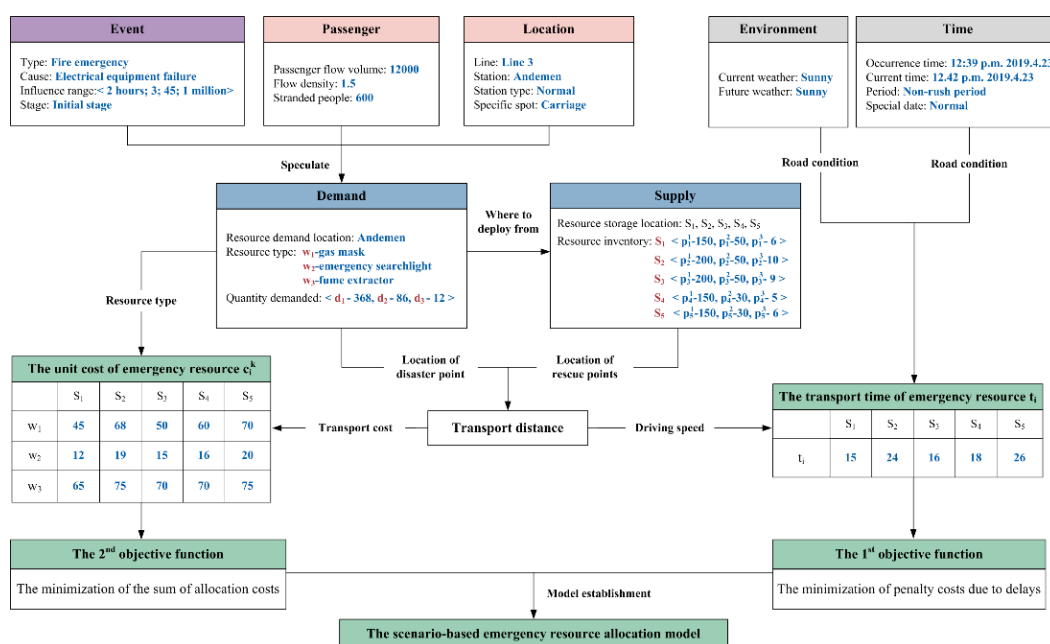 Event
Type: Fire emergency
Cause: Electrical equipment failure
Influence range:< 2 hours; 3; 45; 1 million>
Stage: Initial stage
Passenger
Passenger flow volume: 12000
Flow density: 1.5
Stranded people: 600
Location
Line: Line 3
Station: Andemen
Station type: Normal
Specific spot: Carriage
Environment
Current weather: Sunny
Future weather: Sunny
Time
Occurrence time: 12:39 p.m. 2019.4.23
Current time: 12.42 p.m. 2019.4.23
Period: Non-rush period
Special date: Normal
Speculate
Road condition
Road condition
Demand
Resource demand location: Andemen
Resource type: w₁-gas mask
w₂-emergency searchlight
w₃-fume extractor
Quantity demanded: < d₁ - 368, d₂ - 86, d₃ - 12 >
Where to
deploy from
Supply
Resource storage location: S₁, S₂, S₃, S₄, S₅
Resource inventory: S₁ < p₁¹-150, p₁²-50, p₁³- 6 >
S₂ < p₂¹-200, p₂²-50, p₂³-10 >
S₃ < p₃¹-200, p₃²-50, p₃³- 9 >
S₄ < p₄¹-150, p₄²-30, p₄³- 5 >
S₅ < p₅¹-150, p₅²-30, p₅³- 6 >
Resource type
Location of
disaster point
Location of
rescue points
The unit cost of emergency resource cᵢᵏ
S₁ S₂ S₃ S₄ S₅
w₁ 45 68 50 60 70
w₂ 12 19 15 16 20
w₃ 65 75 70 70 75
Transport cost
Transport distance
Driving speed
The transport time of emergency resource tᵢ
S₁ S₂ S₃ S₄ S₅
tᵢ 15 24 16 18 26
The 2ⁿᵈ objective function
The minimization of the sum of allocation costs
The 1ˢᵗ objective function
The minimization of penalty costs due to delays
Model establishment
The scenario-based emergency resource allocation model